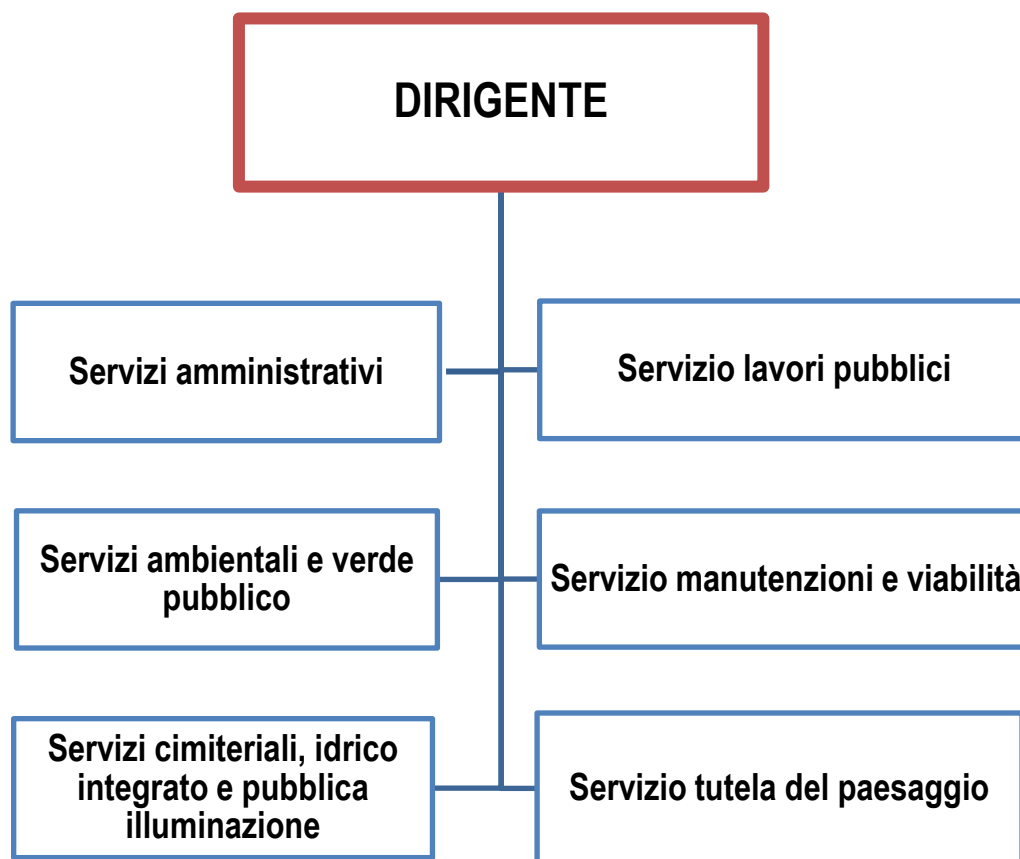 DIRIGENTE
Servizi amministrativi
Servizio lavori pubblici
Servizi ambientali e verde
pubblico
Servizio manutenzioni e viabilità
Servizi cimiteriali, idrico
integrato e pubblica
illuminazione
Servizio tutela del paesaggio